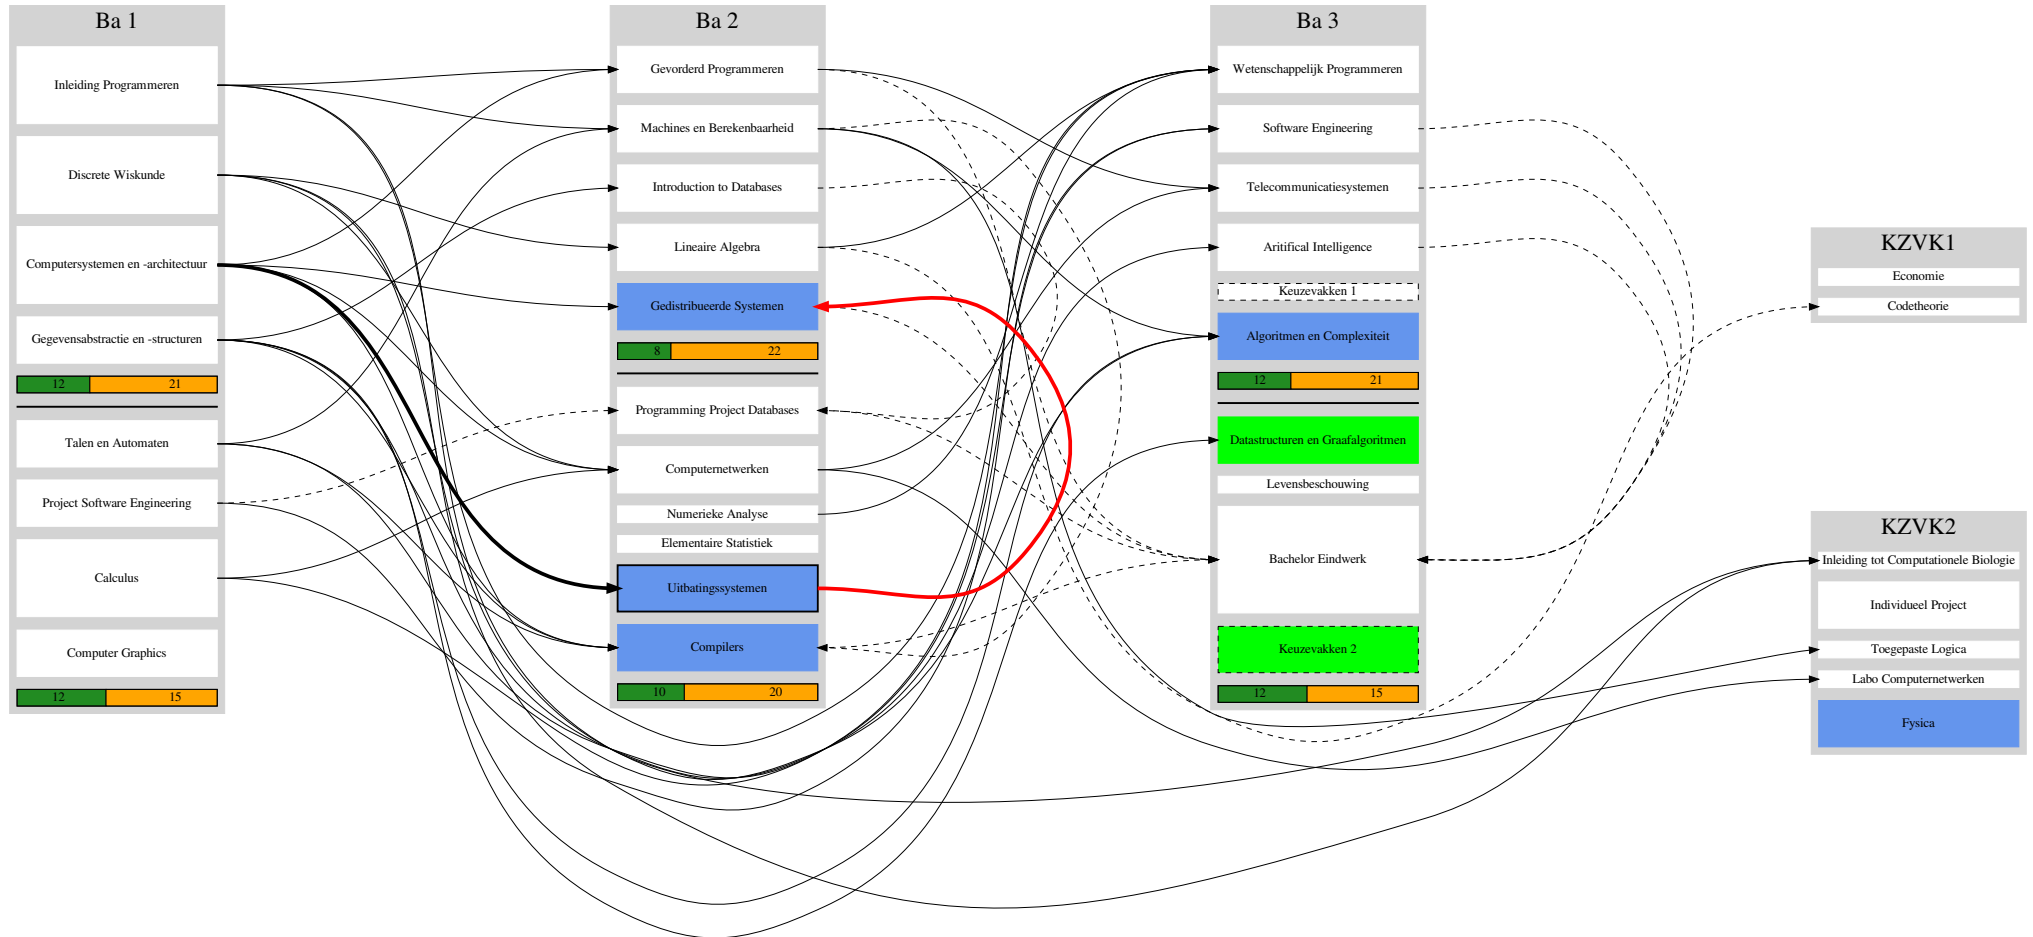 Ba 1
Inleiding Programmeren
Discrete Wiskunde
Computersystemen en -architectuur
Gegevensabstractie en -structuren
12 21
Talen en Automaten
Project Software Engineering
Calculus
Computer Graphics
12 15
Ba 2
Gevorderd Programmeren
Machines en Berekenbaarheid
Introduction to Databases
Lineaire Algebra
Gedistribueerde Systemen
8 22
Programming Project Databases
Computernetwerken
Numerieke Analyse
Elementaire Statistiek
Uitbatingssystemen
Compilers
10 20
Ba 3
Wetenschappelijk Programmeren
Software Engineering
Telecommunicatiesystemen
Aritifical Intelligence
Keuzevakken 1
Algoritmen en Complexiteit
12 21
Datastructuren en Graafalgoritmen
Levensbeschouwing
Bachelor Eindwerk
Keuzevakken 2
12 15
KZVK1
Economie
Codetheorie
KZVK2
Inleiding tot Computationele Biologie
Individueel Project
Toegepaste Logica
Labo Computernetwerken
Fysica